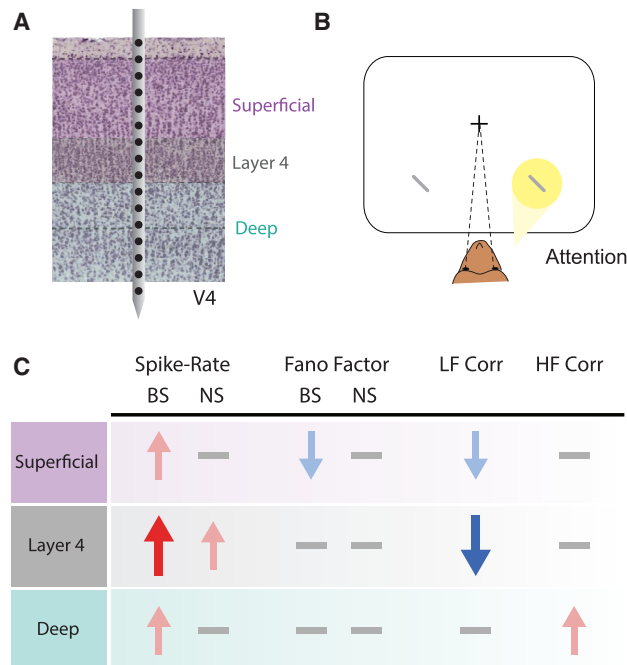 A
Superficial
Layer 4
Deep
V4
B
Attention
C
Spike-Rate Fano Factor LF Corr HF Corr
BS NS BS NS
Superficial
Layer 4
Deep